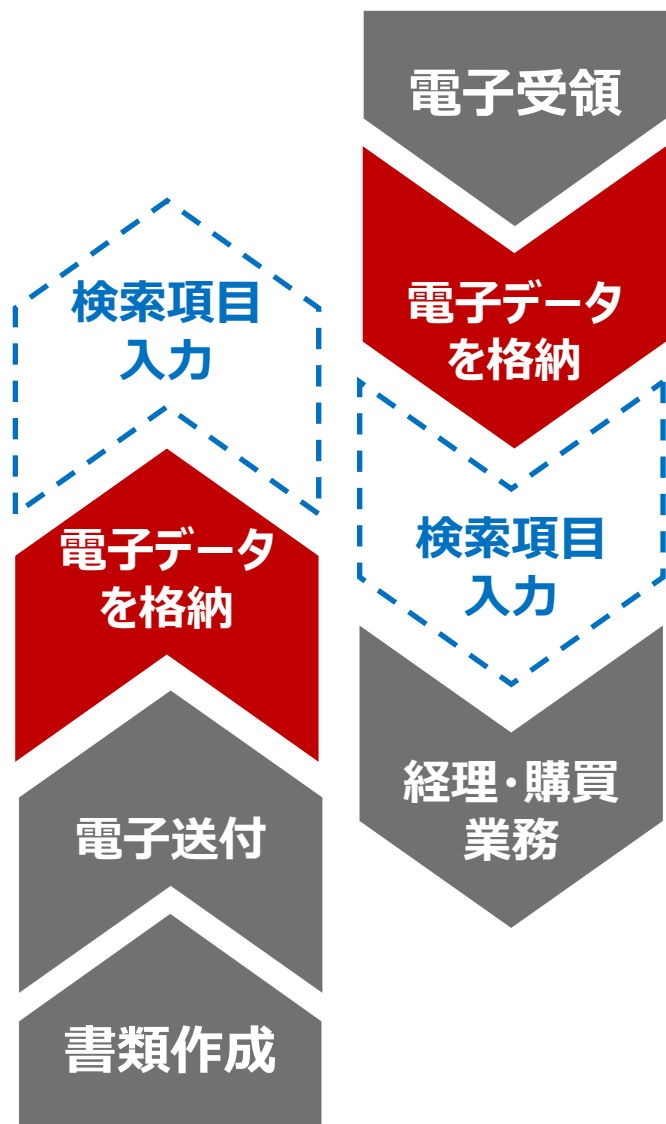 検索項目
入力
電子データ
を格納
電子送付
書類作成
電子受領
電子データ
を格納
検索項目
入力
経理・購買
業務